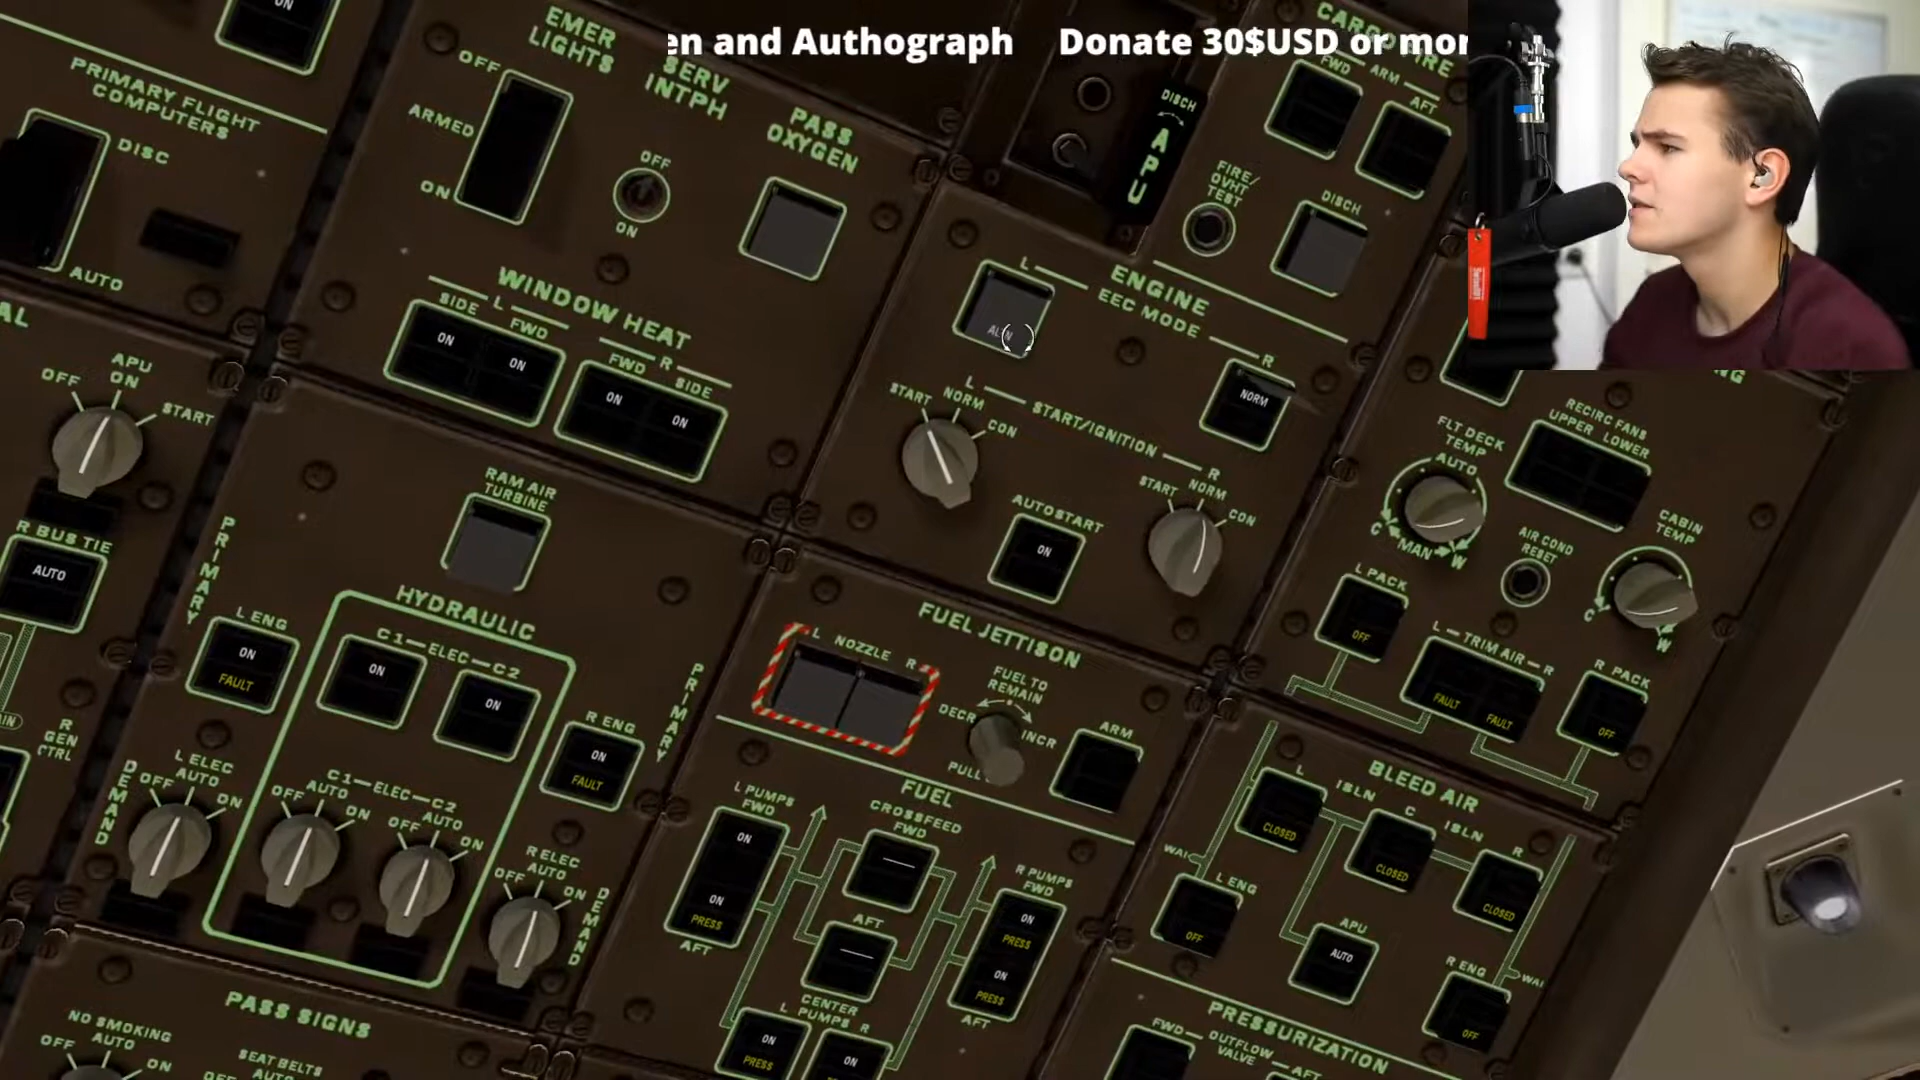 en and Authograph Donate 30$USD or mor
ON
PRIMARY FLIGHT
COMPUTERS
DISC
AUTO
EMER
LIGHTS
OFF
ARMED
ON
SERV
INTPH
OFF
ON
PASS
OXYGEN
DISCH
APU
CARGO FIRE
FWD ARM AFT
FIRE/
OVHT
TEST
DISCH
WINDOW HEAT
SIDE L FWD
ON ON
FWD R SIDE
ON ON
ENGINE
L EEC MODE R
NORM
L START/IGNITION R
START NORM CON
START NORM CON
AUTOSTART
ON
APU
OFF ON START
R BUS TIE
AUTO
R
GEN
CTRL
RAM AIR
TURBINE
HYDRAULIC
PRIMARY
L ENG
ON
FAULT
C1-ELEC-C2
ON
ON
R ENG
ON
FAULT
PRIMARY
DEMAND
L ELEC
OFF AUTO ON
C1-ELEC-C2
OFF AUTO ON
OFF AUTO ON
R ELEC
OFF AUTO ON
DEMAND
FUEL JETTISON
L NOZZLE R
FUEL TO
REMAIN
DECR INCR
PULL
ARM
FUEL
L PUMPS
FWD
ON
ON
PRESS
AFT
CROSSFEED
FWD
AFT
R PUMPS
FWD
ON
PRESS
ON
PRESS
AFT
CENTER
L PUMPS R
ON
PRESS
ON
FLT DECK
TEMP
AUTO
C MAN W
RECIRC FANS
UPPER LOWER
AIR COND
RESET
CABIN
TEMP
C W
L PACK
OFF
L-TRIM AIR-R
FAULT FAULT
R PACK
OFF
BLEED AIR
L ISLN C ISLN R
CLOSED
CLOSED
CLOSED
WAI
L ENG
OFF
APU
AUTO
R ENG
OFF
WAI
PRESSURIZATION
FWD OUTFLOW
VALVE AFT
PASS SIGNS
NO SMOKING
OFF AUTO ON
SEAT BELTS
AUTO